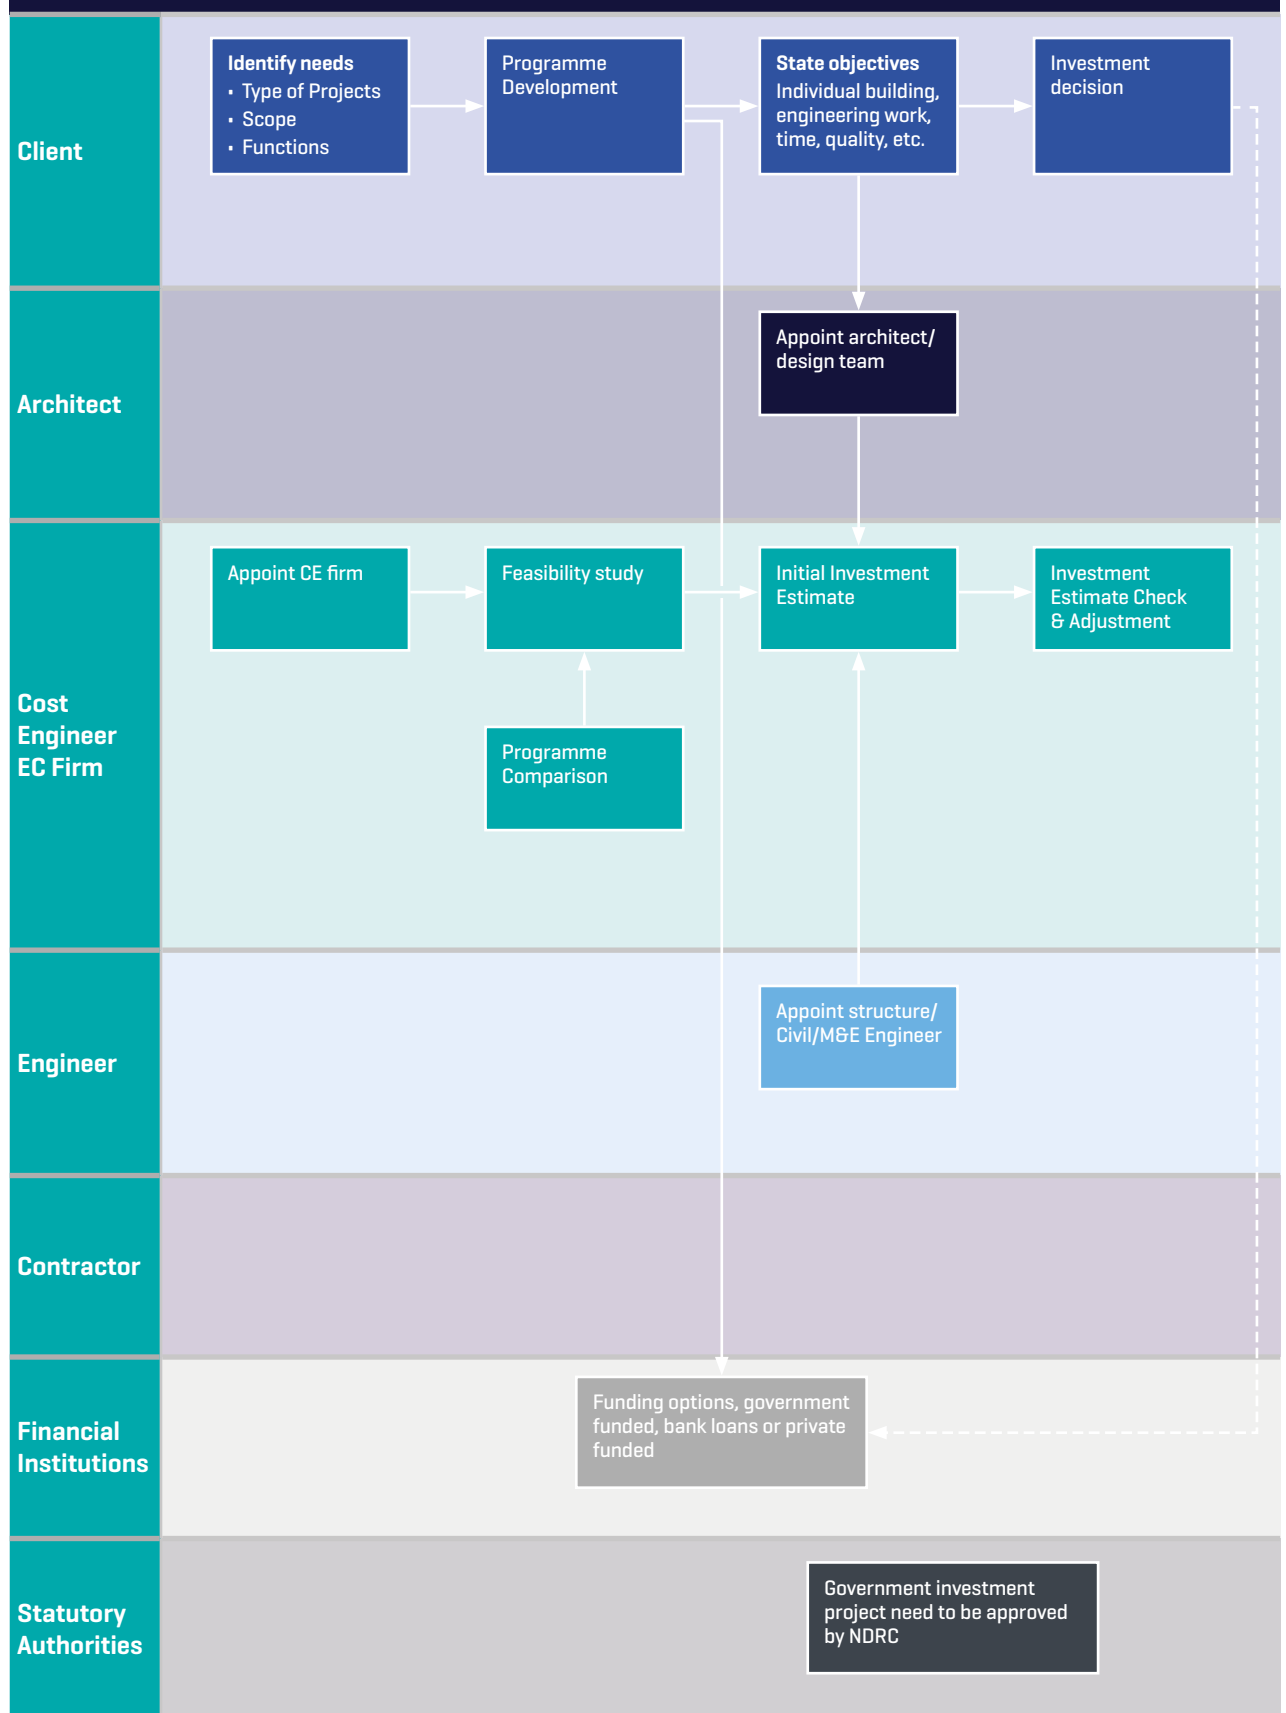 Client
Identify needs
• Type of Projects
• Scope
• Functions
Programme
Development
State objectives
Individual building,
engineering work,
time, quality, etc.
Investment
decision
Architect
Appoint architect/
design team
Cost
Engineer
EC Firm
Appoint CE firm
Feasibility study
Initial Investment
Estimate
Investment
Estimate Check
& Adjustment
Programme
Comparison
Engineer
Appoint structure/
Civil/M&E Engineer
Contractor
Financial
Institutions
Funding options, government
funded, bank loans or private
funded
Statutory
Authorities
Government investment
project need to be approved
by NDRC